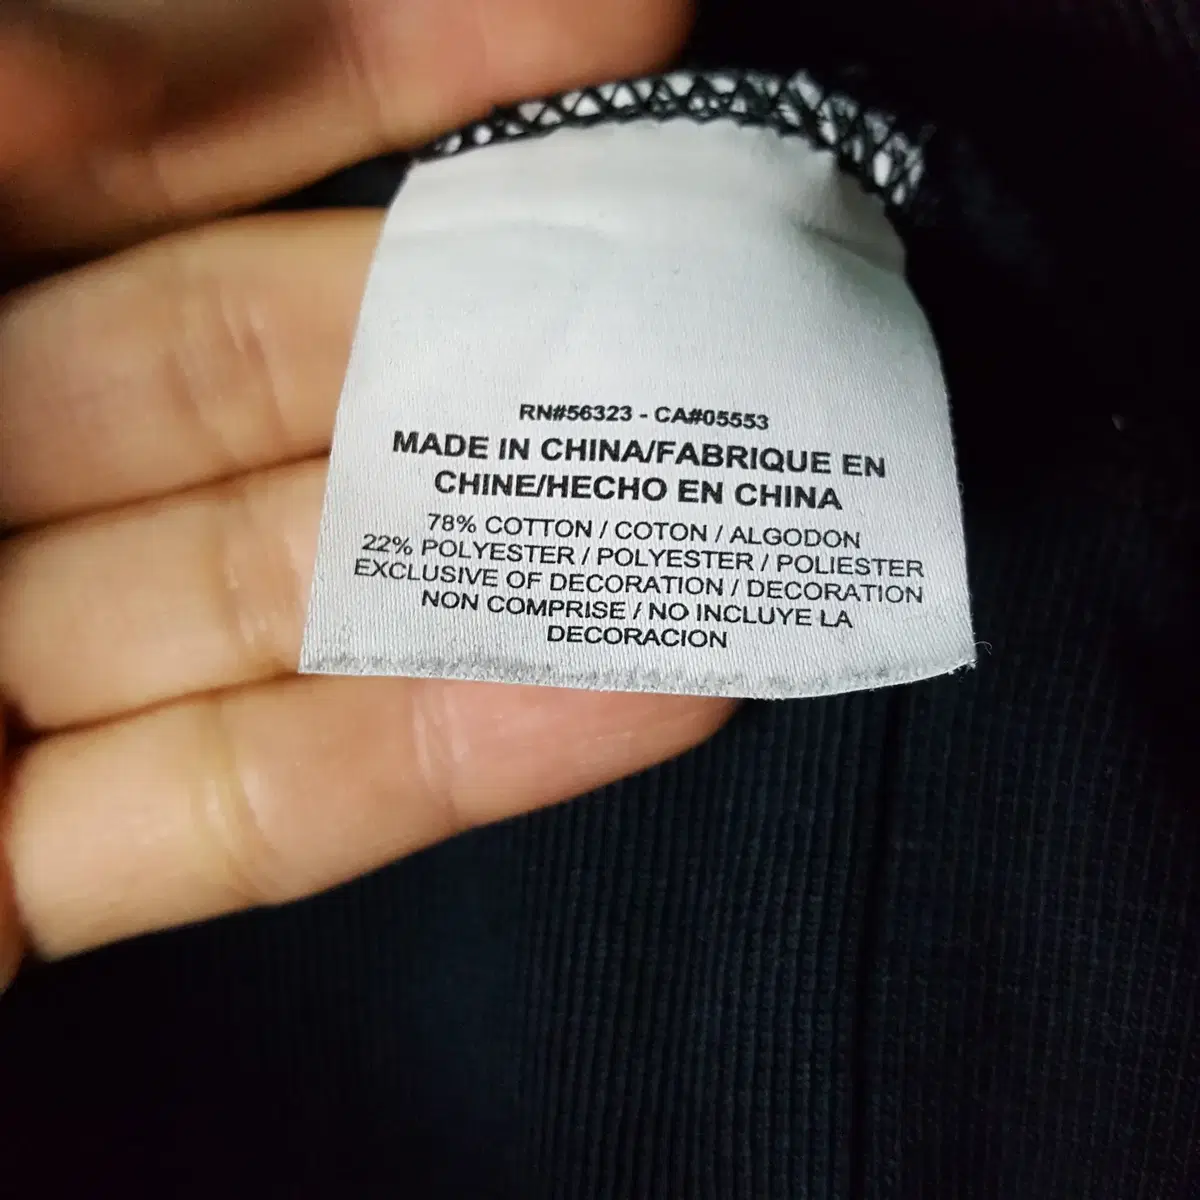 RN#56323 - CA#05553
MADE IN CHINA/FABRIQUE EN
CHINE/HECHO EN CHINA
78% COTTON / COTON / ALGODON
22% POLYESTER / POLYESTER / POLIESTER
EXCLUSIVE OF DECORATION / DECORATION
NON COMPRISE / NO INCLUYE LA
DECORACION